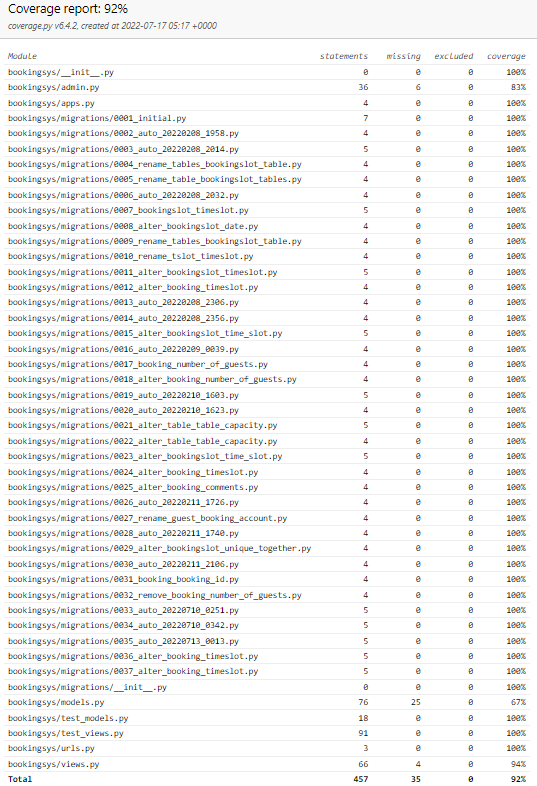 Coverage report: 92%
coverage.py v6.4.2, created at 2022-07-17 05:17 +0000
Module statements missing excluded coverage
bookingsys/__init__.py 0 0 0 100%
bookingsys/admin.py 36 6 0 83%
bookingsys/apps.py 4 0 0 100%
bookingsys/migrations/0001_initial.py 7 0 0 100%
bookingsys/migrations/0002_auto_20220208_1958.py 4 0 0 100%
bookingsys/migrations/0003_auto_20220208_2014.py 5 0 0 100%
bookingsys/migrations/0004_rename_tables_bookingslot_table.py 4 0 0 100%
bookingsys/migrations/0005_rename_table_bookingslot_tables.py 4 0 0 100%
bookingsys/migrations/0006_auto_20220208_2032.py 4 0 0 100%
bookingsys/migrations/0007_bookingslot_timeslot.py 5 0 0 100%
bookingsys/migrations/0008_alter_bookingslot_date.py 4 0 0 100%
bookingsys/migrations/0009_rename_tables_bookingslot_table.py 4 0 0 100%
bookingsys/migrations/0010_rename_tslot_timeslot.py 4 0 0 100%
bookingsys/migrations/0011_alter_bookingslot_timeslot.py 5 0 0 100%
bookingsys/migrations/0012_alter_booking_timeslot.py 4 0 0 100%
bookingsys/migrations/0013_auto_20220208_2306.py 4 0 0 100%
bookingsys/migrations/0014_auto_20220208_2356.py 4 0 0 100%
bookingsys/migrations/0015_alter_bookingslot_time_slot.py 5 0 0 100%
bookingsys/migrations/0016_auto_20220209_0039.py 4 0 0 100%
bookingsys/migrations/0017_booking_number_of_guests.py 4 0 0 100%
bookingsys/migrations/0018_alter_booking_number_of_guests.py 4 0 0 100%
bookingsys/migrations/0019_auto_20220210_1603.py 5 0 0 100%
bookingsys/migrations/0020_auto_20220210_1623.py 4 0 0 100%
bookingsys/migrations/0021_alter_table_table_capacity.py 5 0 0 100%
bookingsys/migrations/0022_alter_table_table_capacity.py 4 0 0 100%
bookingsys/migrations/0023_alter_bookingslot_time_slot.py 5 0 0 100%
bookingsys/migrations/0024_alter_booking_timeslot.py 4 0 0 100%
bookingsys/migrations/0025_alter_booking_comments.py 4 0 0 100%
bookingsys/migrations/0026_auto_20220211_1726.py 4 0 0 100%
bookingsys/migrations/0027_rename_guest_booking_account.py 4 0 0 100%
bookingsys/migrations/0028_auto_20220211_1740.py 4 0 0 100%
bookingsys/migrations/0029_alter_bookingslot_unique_together.py 4 0 0 100%
bookingsys/migrations/0030_auto_20220211_2106.py 4 0 0 100%
bookingsys/migrations/0031_booking_booking_id.py 4 0 0 100%
bookingsys/migrations/0032_remove_booking_number_of_guests.py 4 0 0 100%
bookingsys/migrations/0033_auto_20220710_0251.py 5 0 0 100%
bookingsys/migrations/0034_auto_20220710_0342.py 5 0 0 100%
bookingsys/migrations/0035_auto_20220713_0013.py 5 0 0 100%
bookingsys/migrations/0036_alter_booking_timeslot.py 5 0 0 100%
bookingsys/migrations/0037_alter_booking_timeslot.py 5 0 0 100%
bookingsys/migrations/__init__.py 0 0 0 100%
bookingsys/models.py 76 25 0 67%
bookingsys/test_models.py 18 0 0 100%
bookingsys/test_views.py 91 0 0 100%
bookingsys/urls.py 3 0 0 100%
bookingsys/views.py 66 4 0 94%
Total 457 35 0 92%